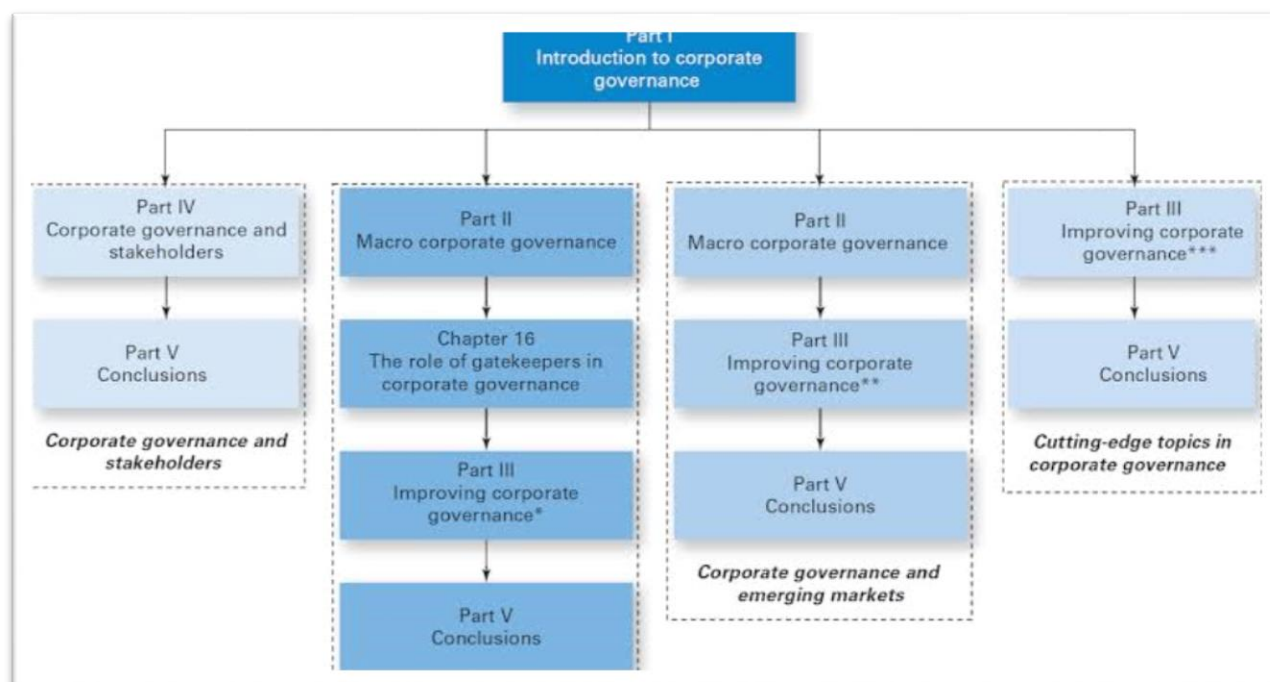 Part I
Introduction to corporate
governance
Part IV
Corporate governance and
stakeholders
Part V
Conclusions
Corporate governance and
stakeholders
Part II
Macro corporate governance
Chapter 16
The role of gatekeepers in
corporate governance
Part III
Improving corporate
governance*
Part V
Conclusions
Part II
Macro corporate governance
Part III
Improving corporate
governance**
Part V
Conclusions
Corporate governance and
emerging markets
Part III
Improving corporate
governance***
Part V
Conclusions
Cutting-edge topics in
corporate governance